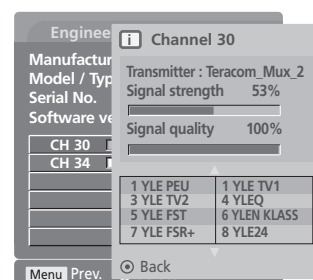 Enginee
Channel 30
Manufactur
Model / Typ
Serial No.
Software ve
Transmitter : Teracom_Mux_2
Signal strength 53%
Signal quality 100%
CH 30
CH 34
1 YLE PEU 1 YLE TV1
3 YLE TV2 4 YLEQ
5 YLE FST 6 YLEN KLASS
7 YLE FSR+ 8 YLE24
Back
Menu Prev.